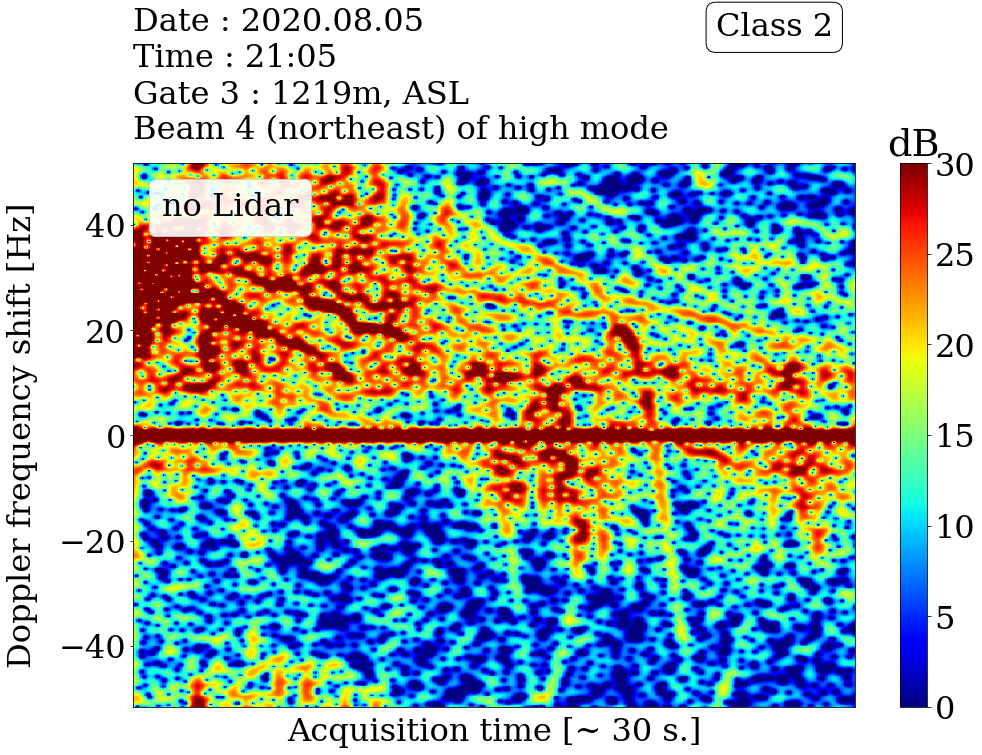 Date : 2020.08.05
Time : 21:05
Gate 3 : 1219m, ASL
Beam 4 (northeast) of high mode
Class 2
dB
no Lidar
Doppler frequency shift [Hz]
40
20
0
−20
−40
30
25
20
15
10
5
0
Acquisition time [~ 30 s.]